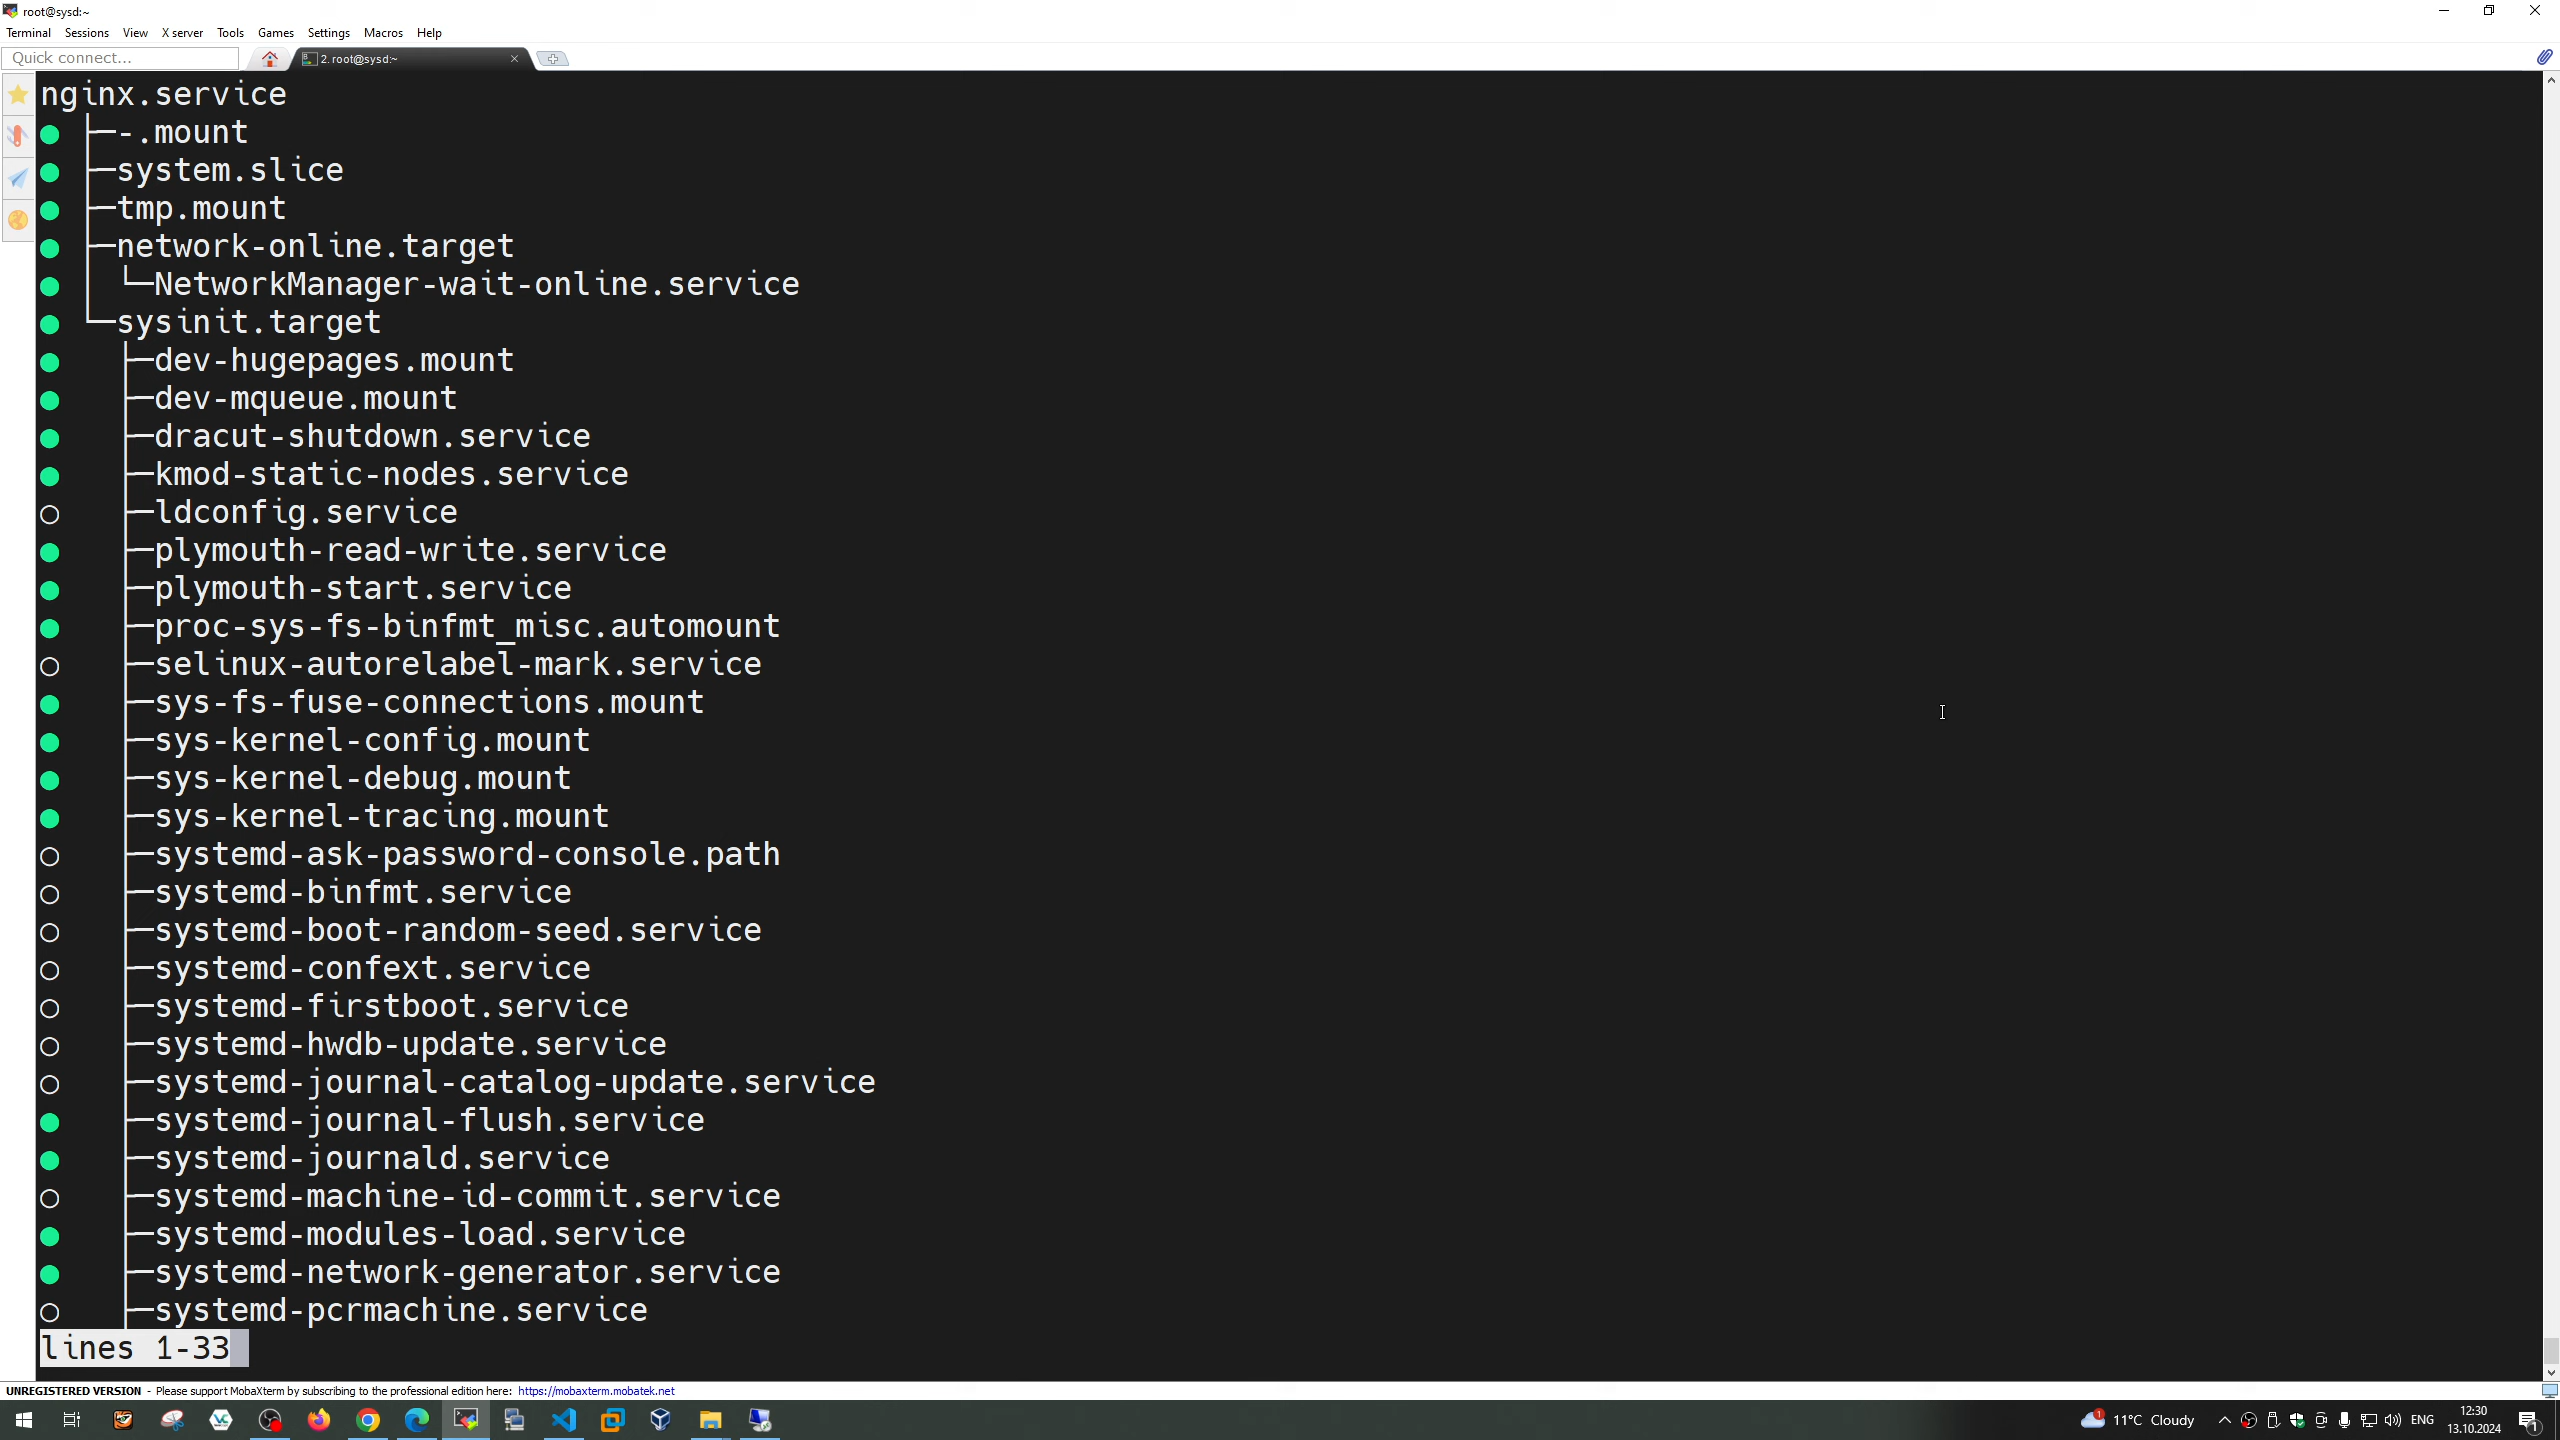 root@sysd:~
Terminal Sessions View X server Tools Games Settings Macros Help
Quick connect... 2. root@sysd:~
nginx.service
● ├─-.mount
● ├─system.slice
● ├─tmp.mount
● ├─network-online.target
● │ └─NetworkManager-wait-online.service
● └─sysinit.target
● ├─dev-hugepages.mount
● ├─dev-mqueue.mount
● ├─dracut-shutdown.service
● ├─kmod-static-nodes.service
○ ├─ldconfig.service
● ├─plymouth-read-write.service
● ├─plymouth-start.service
● ├─proc-sys-fs-binfmt_misc.automount
○ ├─selinux-autorelabel-mark.service
● ├─sys-fs-fuse-connections.mount
● ├─sys-kernel-config.mount
● ├─sys-kernel-debug.mount
● ├─sys-kernel-tracing.mount
○ ├─systemd-ask-password-console.path
○ ├─systemd-binfmt.service
○ ├─systemd-boot-random-seed.service
○ ├─systemd-confext.service
○ ├─systemd-firstboot.service
○ ├─systemd-hwdb-update.service
○ ├─systemd-journal-catalog-update.service
● ├─systemd-journal-flush.service
● ├─systemd-journald.service
○ ├─systemd-machine-id-commit.service
● ├─systemd-modules-load.service
● ├─systemd-network-generator.service
○ ├─systemd-pcrmachine.service
lines 1-33
UNREGISTERED VERSION - Please support MobaXterm by subscribing to the professional edition here: https://mobaxterm.mobatek.net
1 11°C Cloudy ENG 12:30 1
13.10.2024